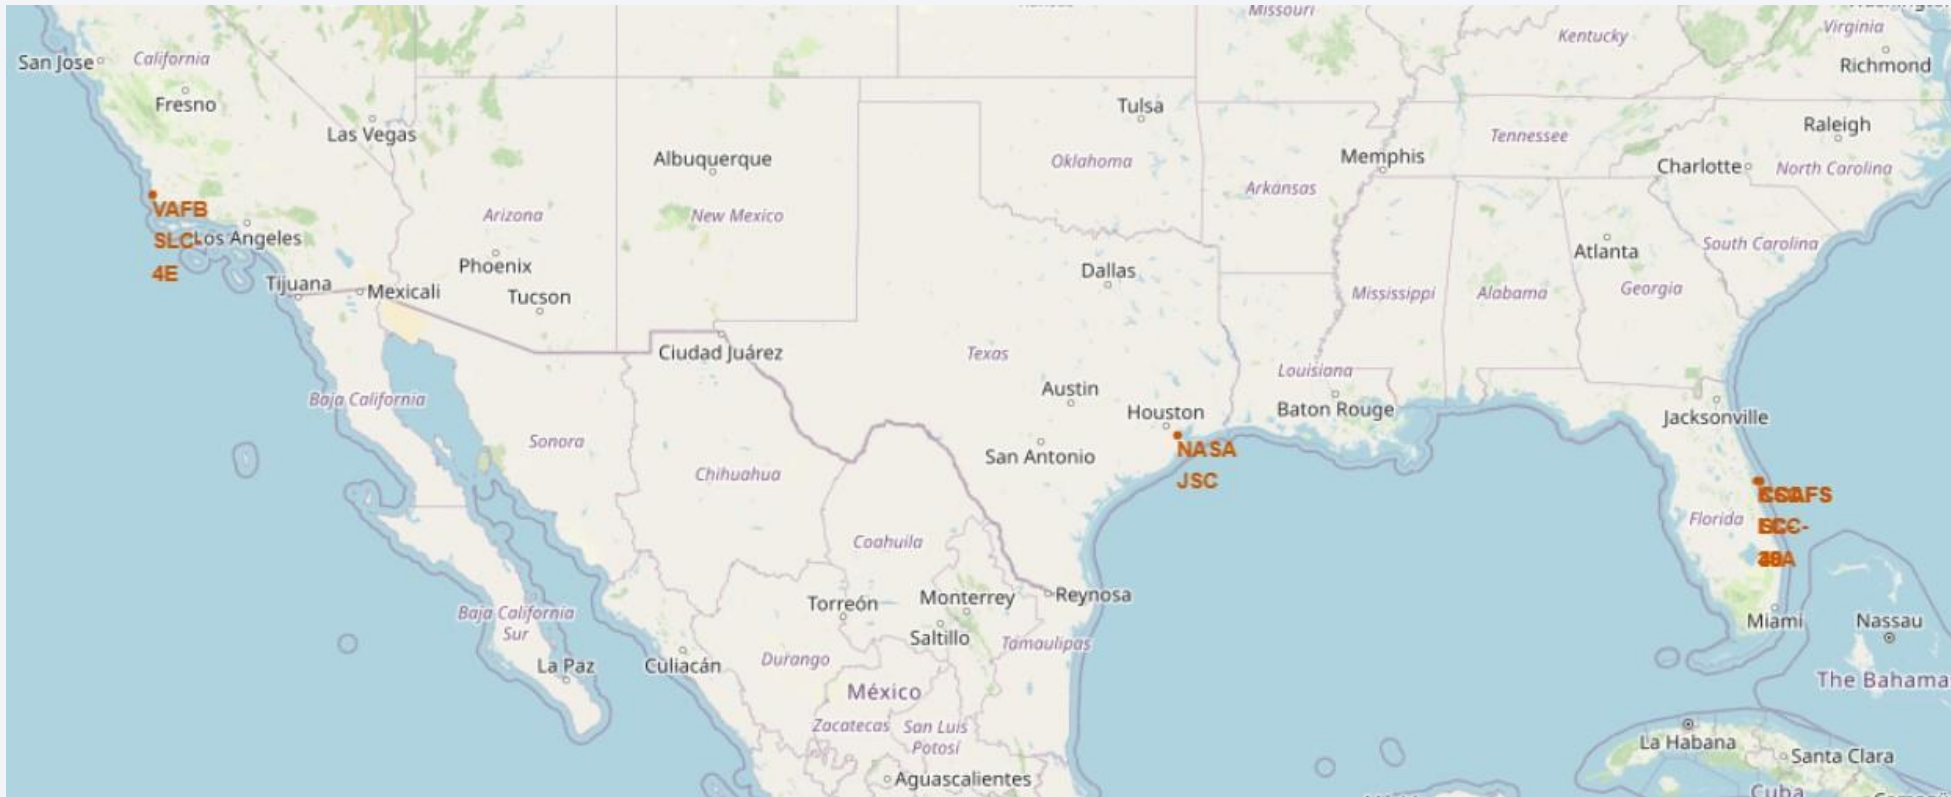 Missouri
Virginia
Kentucky
San Jose
California
Richmond
Fresno
Tulsa
Las Vegas
Raleigh
Tennessee
Albuquerque
Oklahoma
Memphis
Charlotte
North Carolina
Arkansas
VAFB
SLC-
4E
Los Angeles
Arizona
New Mexico
Atlanta
South Carolina
Phoenix
Dallas
Tijuana
Mexicali
Tucson
Mississippi
Alabama
Georgia
Ciudad Juárez
Texas
Louisiana
Baja California
Austin
Houston
Baton Rouge
Jacksonville
Sonora
San Antonio
NASA
JSC
Chihuahua
Florida
Coahuila
Torreón
Monterrey
Reynosa
Baja California
Sur
Saltillo
Tamaulipas
Miami
Nassau
La Paz
Culiacán
Durango
México
The Bahama
Zacatecas
San Luis
Potosí
La Habana
Santa Clara
Aguascalientes
Cuba